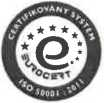 CERTIFIKOVANÝ SYSTÉM
e
EUROCERT
ISO 50001 : 2011